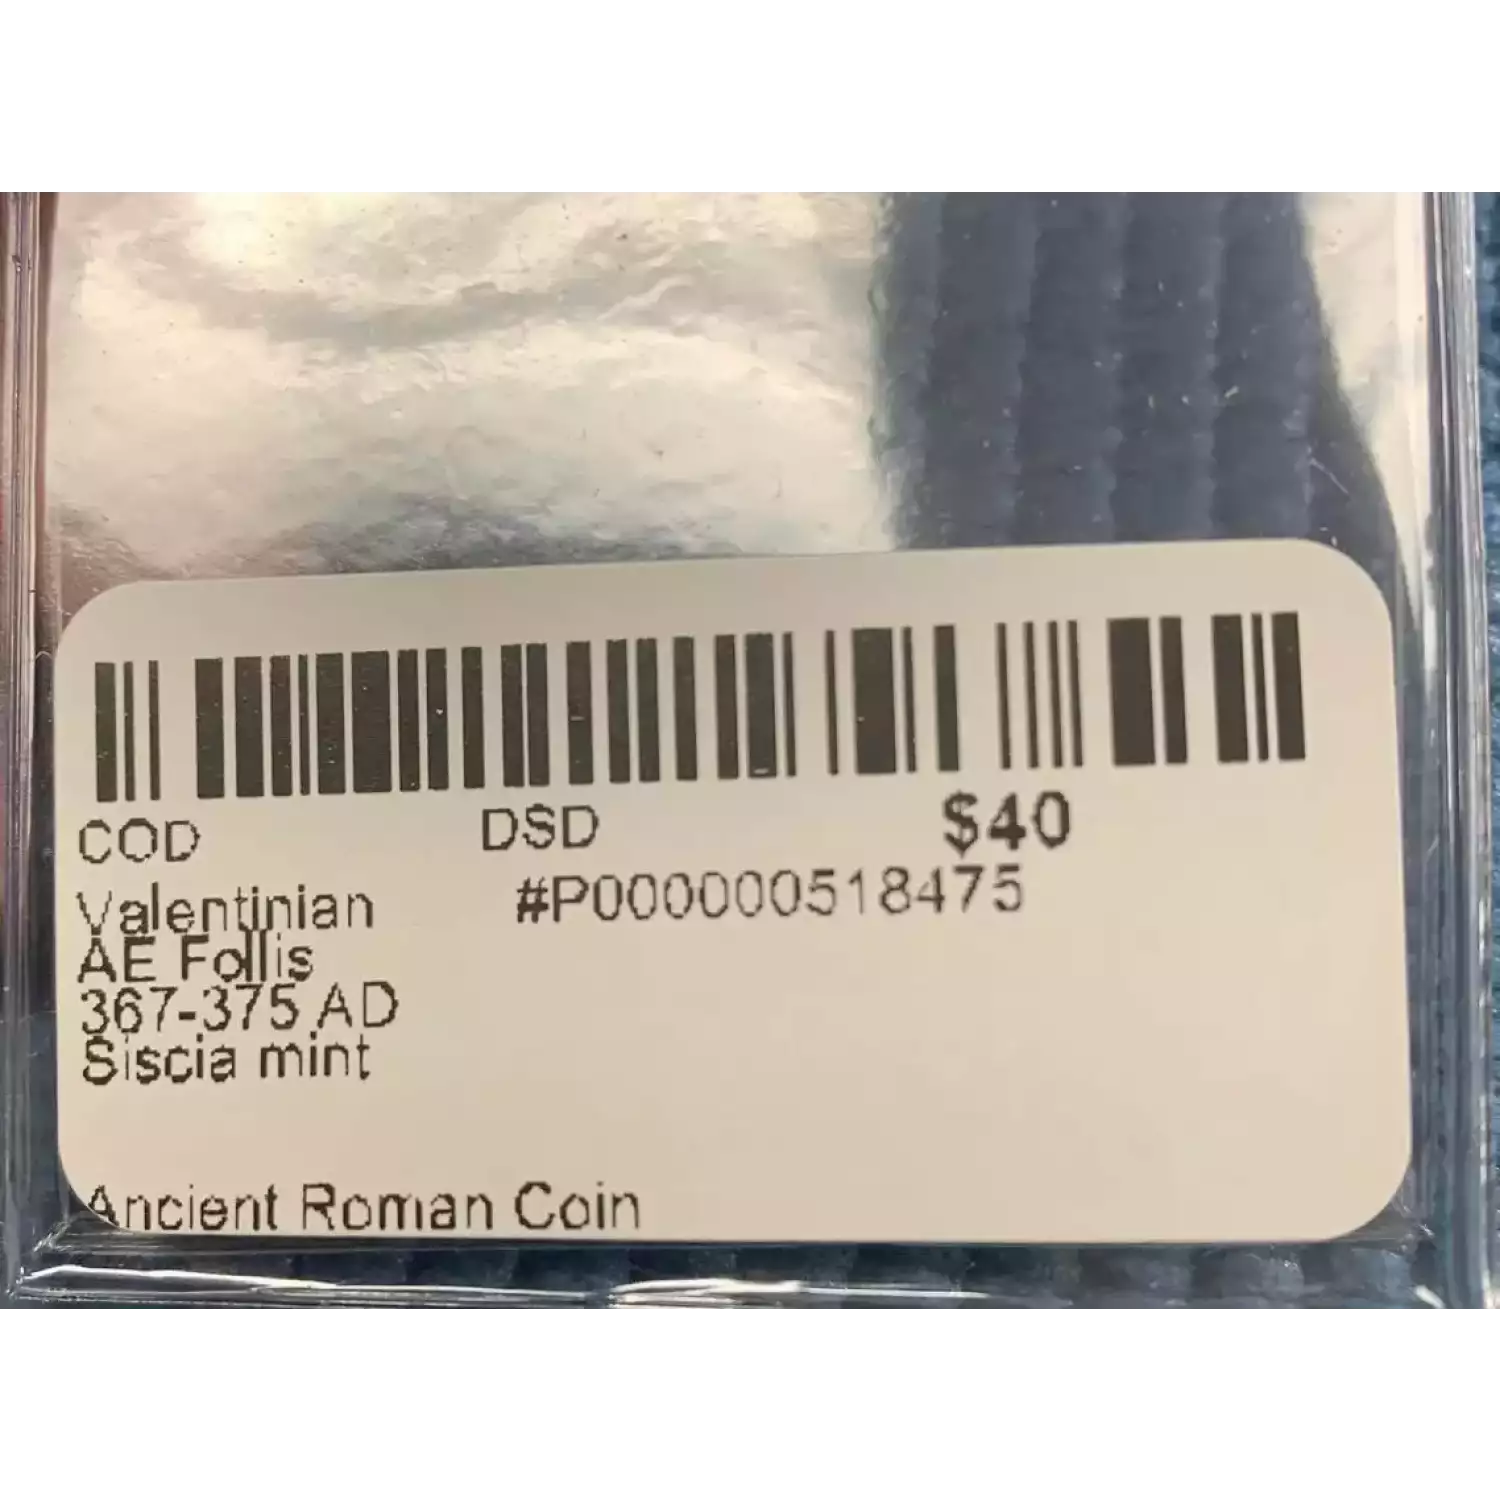 COD DSD $40
Valentinian #P000000518475
AE Follis
367-375 AD
Siscia mint
Ancient Roman Coin